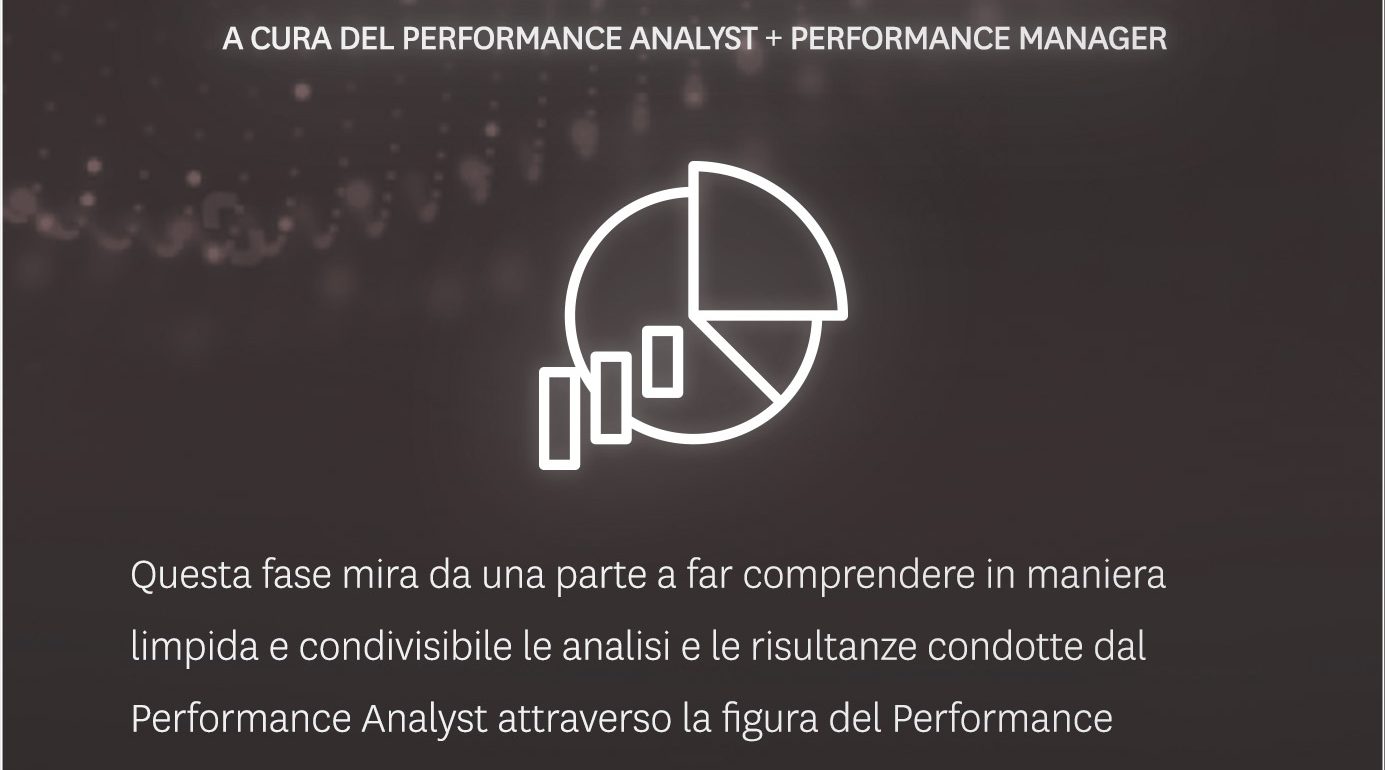 A CURA DEL PERFORMANCE ANALYST + PERFORMANCE MANAGER
Questa fase mira da una parte a far comprendere in maniera
limpida e condivisibile le analisi e le risultanze condotte dal
Performance Analyst attraverso la figura del Performance